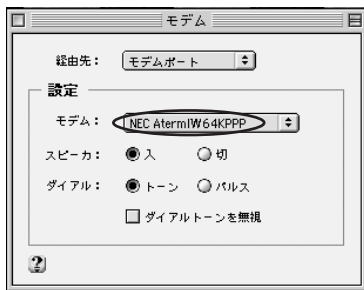 モデム
経由先： モデムポート
設定
モデム： NEC AtermIW64KPPP
スピーカ： 入 切
ダイアル： トーン パルス
ダイアルトーンを無視
?